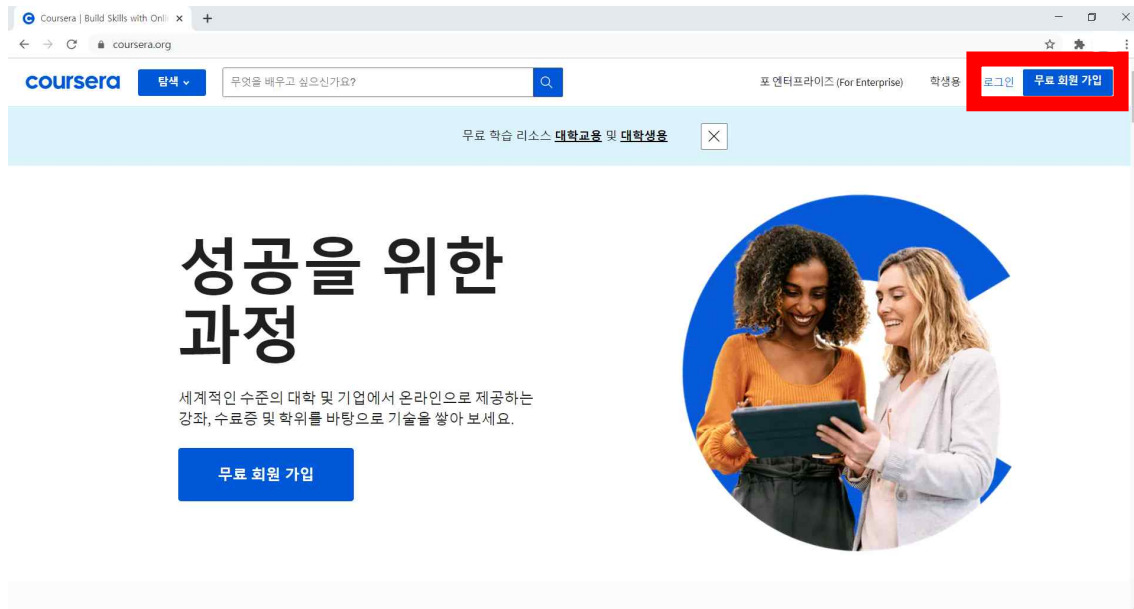 Coursera | Build Skills with Onli
coursera.org
coursera 탐색 무엇을 배우고 싶으신가요? 포 엔터프라이즈 (For Enterprise) 학생용 로그인 무료 회원 가입
무료 학습 리소스 대학교용 및 대학생용
성공을 위한
과정
세계적인 수준의 대학 및 기업에서 온라인으로 제공하는
강좌, 수료증 및 학위를 바탕으로 기술을 쌓아 보세요.
무료 회원 가입